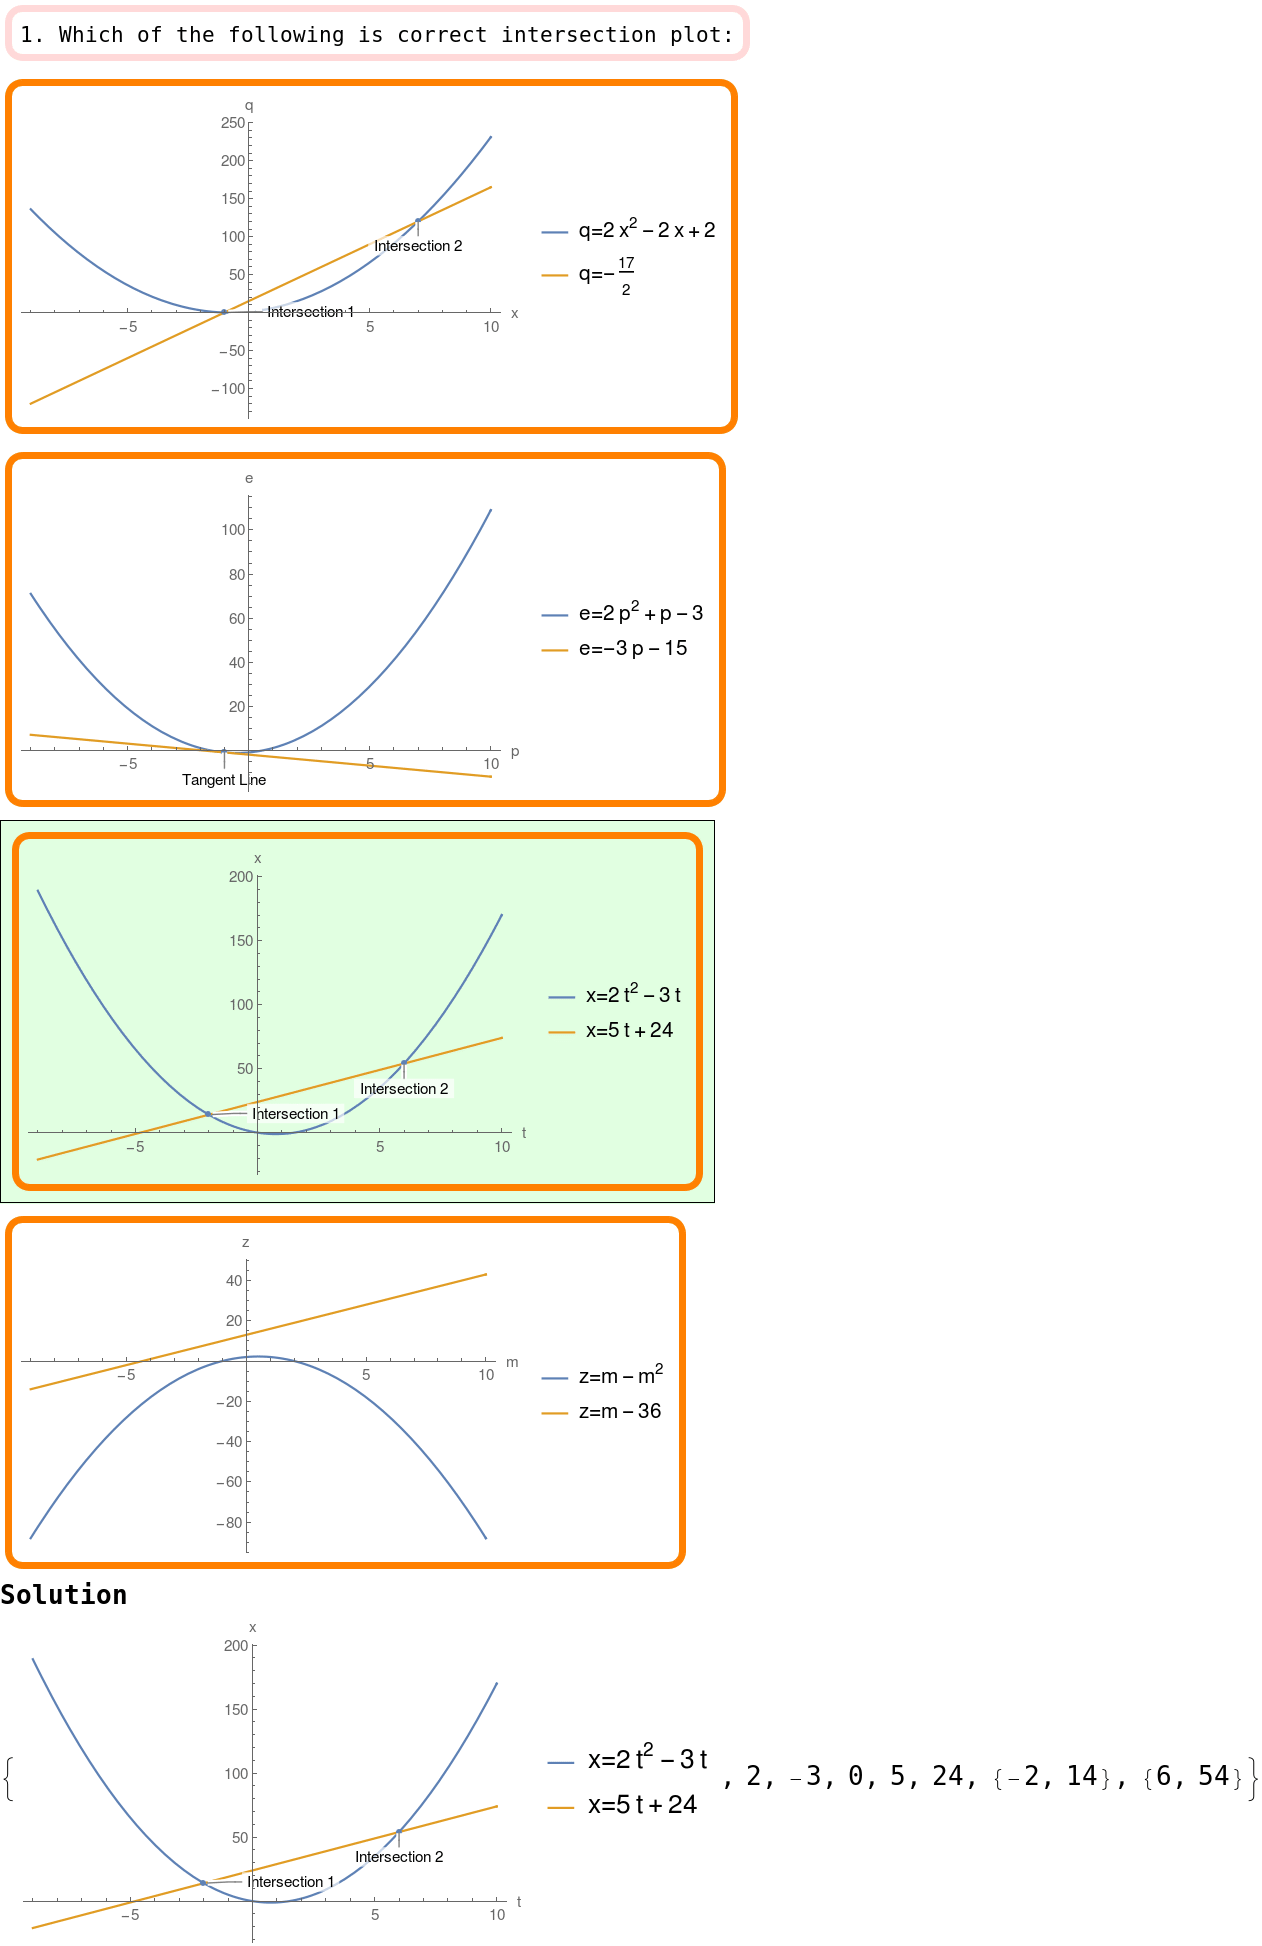 1. Which of the following is correct intersection plot:
q
250
200
150
100
50
−50
−100
−5
5
10
x
Intersection 2
Intersection 1
q=2 x² − 2 x + 2
q=− 17/2
e
100
80
60
40
20
−5
5
10
p
Tangent Line
e=2 p² + p − 3
e=−3 p − 15
x
200
150
100
50
−5
5
10
t
Intersection 2
Intersection 1
x=2 t² − 3 t
x=5 t + 24
z
40
20
−20
−40
−60
−80
−5
5
10
m
z=m − m²
z=m − 36
Solution
x
200
150
100
50
−5
5
10
t
Intersection 2
Intersection 1
x=2 t² − 3 t
x=5 t + 24
{ , 2, −3, 0, 5, 24, {−2, 14}, {6, 54}}